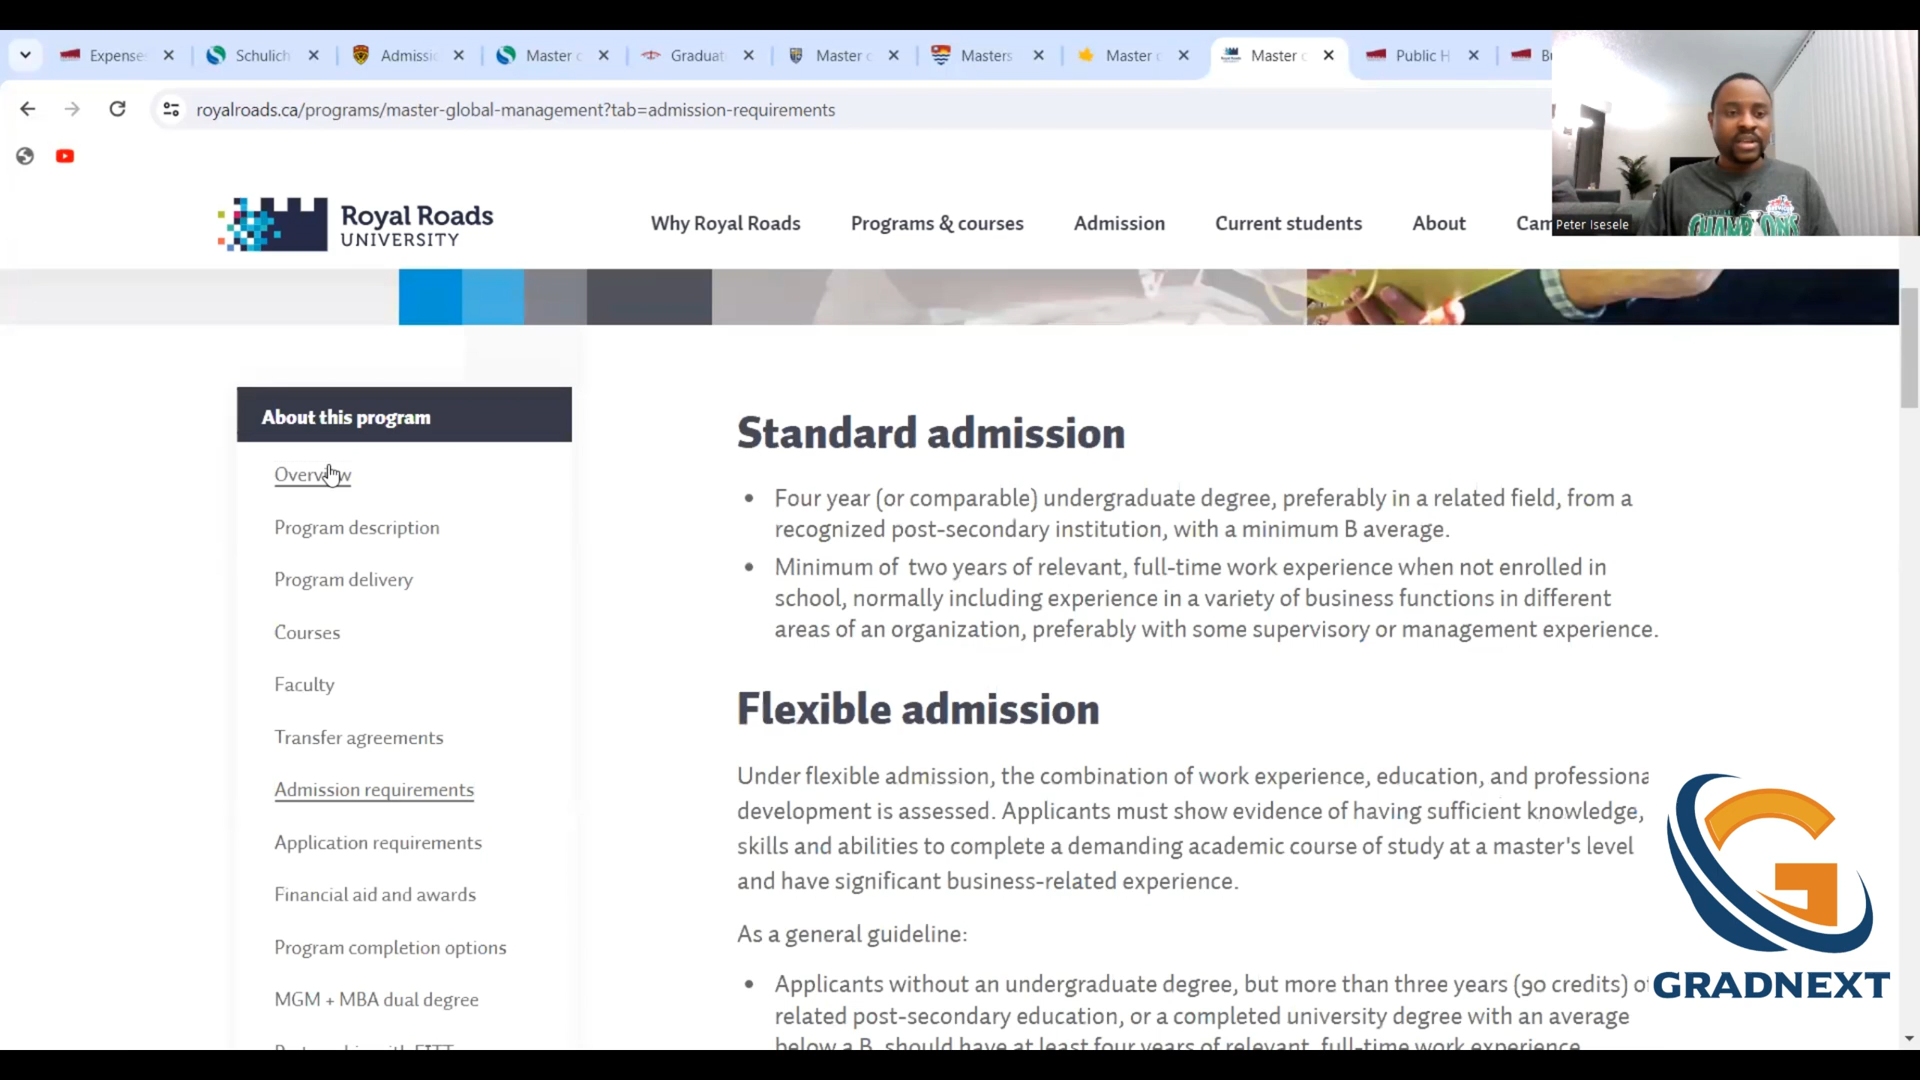 Expense
Schulich
Admissic
Master c
Graduat
Master c
Masters
Master c
Master c
Public H
royalroads.ca/programs/master-global-management?tab=admission-requirements
Royal Roads
UNIVERSITY
Why Royal Roads
Programs & courses
Admission
Current students
About
Cam
Peter Isesele
CHAMPIONS
About this program
Overview
Program description
Program delivery
Courses
Faculty
Transfer agreements
Admission requirements
Application requirements
Financial aid and awards
Program completion options
MGM + MBA dual degree
Standard admission
• Four year (or comparable) undergraduate degree, preferably in a related field, from a
recognized post-secondary institution, with a minimum B average.
• Minimum of two years of relevant, full-time work experience when not enrolled in
school, normally including experience in a variety of business functions in different
areas of an organization, preferably with some supervisory or management experience.
Flexible admission
Under flexible admission, the combination of work experience, education, and professiona
development is assessed. Applicants must show evidence of having sufficient knowledge,
skills and abilities to complete a demanding academic course of study at a master's level
and have significant business-related experience.
As a general guideline:
• Applicants without an undergraduate degree, but more than three years (90 credits) of
related post-secondary education, or a completed university degree with an average
below a B, should have at least four years of relevant, full-time work experience
G
GRADNEXT